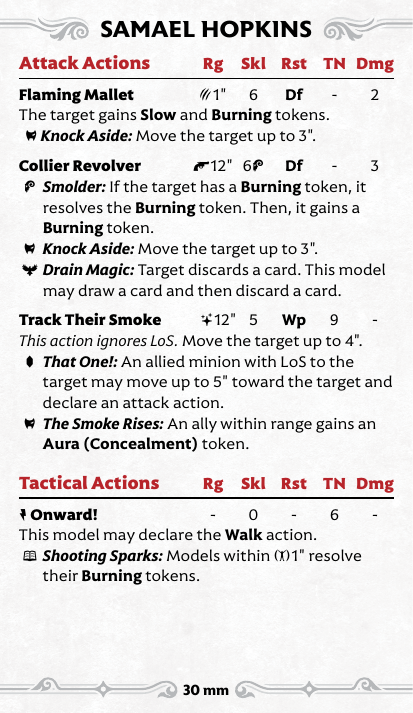 SAMAEL HOPKINS
Attack Actions Rg Skl Rst TN Dmg
Flaming Mallet 1" 6 Df - 2
The target gains Slow and Burning tokens.
Knock Aside: Move the target up to 3".
Collier Revolver 12" 6 Df - 3
Smolder: If the target has a Burning token, it
resolves the Burning token. Then, it gains a
Burning token.
Knock Aside: Move the target up to 3".
Drain Magic: Target discards a card. This model
may draw a card and then discard a card.
Track Their Smoke 12" 5 Wp 9 -
This action ignores LoS. Move the target up to 4".
That One!: An allied minion with LoS to the
target may move up to 5" toward the target and
declare an attack action.
The Smoke Rises: An ally within range gains an
Aura (Concealment) token.
Tactical Actions Rg Skl Rst TN Dmg
Onward! - 0 - 6 -
This model may declare the Walk action.
Shooting Sparks: Models within 1" resolve
their Burning tokens.
30 mm